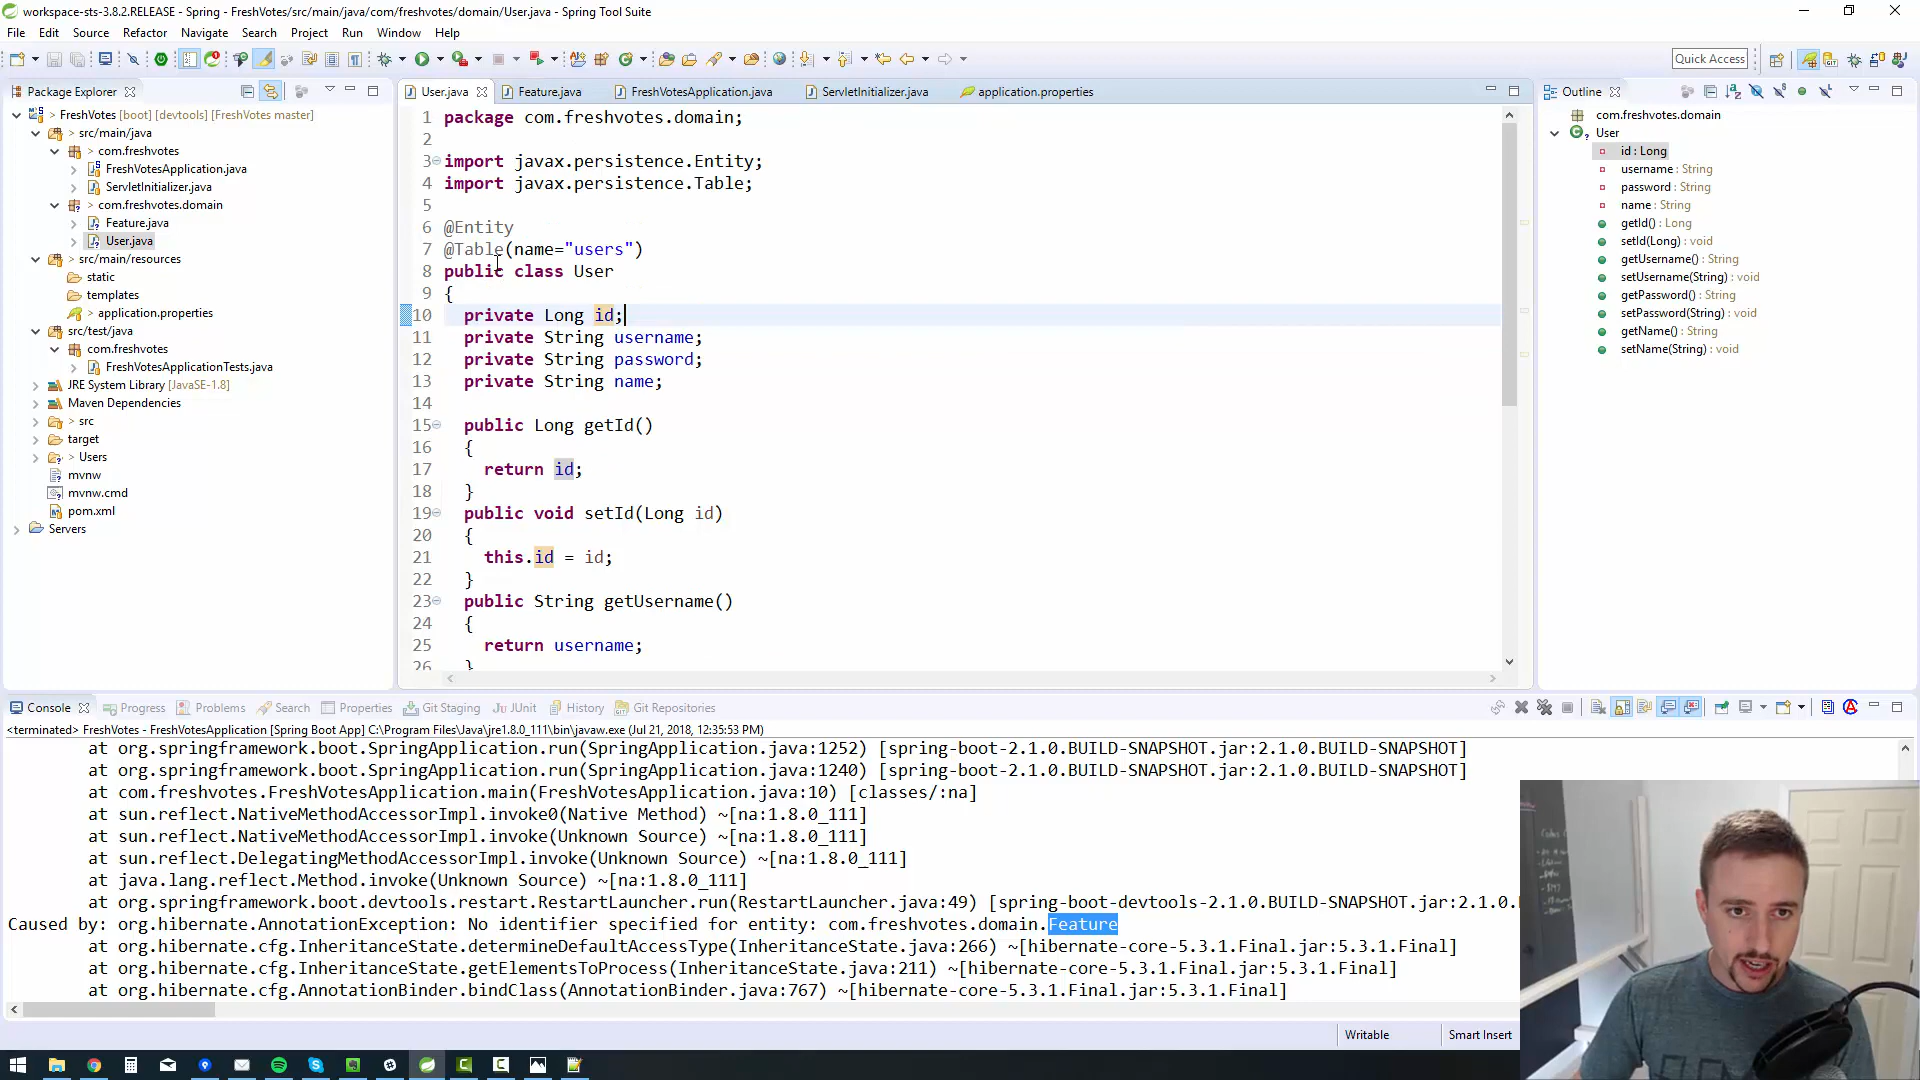 workspace-sts-3.8.2.RELEASE - Spring - FreshVotes/src/main/java/com/freshvotes/domain/User.java - Spring Tool Suite
File Edit Source Refactor Navigate Search Project Run Window Help
Quick Access
Package Explorer
FreshVotes [boot] [devtools] [FreshVotes master]
src/main/java
com.freshvotes
FreshVotesApplication.java
ServletInitializer.java
com.freshvotes.domain
Feature.java
User.java
src/main/resources
static
templates
application.properties
src/test/java
com.freshvotes
FreshVotesApplicationTests.java
JRE System Library [JavaSE-1.8]
Maven Dependencies
src
target
Users
mvnw
mvnw.cmd
pom.xml
Servers
User.java Feature.java FreshVotesApplication.java ServletInitializer.java application.properties
1 package com.freshvotes.domain;
2
3 import javax.persistence.Entity;
4 import javax.persistence.Table;
5
6 @Entity
7 @Table(name="users")
8 public class User
9 {
10 private Long id;
11 private String username;
12 private String password;
13 private String name;
14
15 public Long getId()
16 {
17 return id;
18 }
19 public void setId(Long id)
20 {
21 this.id = id;
22 }
23 public String getUsername()
24 {
25 return username;
26 }
Outline
com.freshvotes.domain
User
id : Long
username : String
password : String
name : String
getId() : Long
setId(Long) : void
getUsername() : String
setUsername(String) : void
getPassword() : String
setPassword(String) : void
getName() : String
setName(String) : void
Console Progress Problems Search Properties Git Staging JUnit History Git Repositories
<terminated> FreshVotes - FreshVotesApplication [Spring Boot App] C:\Program Files\Java\jre1.8.0_111\bin\javaw.exe (Jul 21, 2018, 12:35:53 PM)
at org.springframework.boot.SpringApplication.run(SpringApplication.java:1252) [spring-boot-2.1.0.BUILD-SNAPSHOT.jar:2.1.0.BUILD-SNAPSHOT]
at org.springframework.boot.SpringApplication.run(SpringApplication.java:1240) [spring-boot-2.1.0.BUILD-SNAPSHOT.jar:2.1.0.BUILD-SNAPSHOT]
at com.freshvotes.FreshVotesApplication.main(FreshVotesApplication.java:10) [classes/:na]
at sun.reflect.NativeMethodAccessorImpl.invoke0(Native Method) ~[na:1.8.0_111]
at sun.reflect.NativeMethodAccessorImpl.invoke(Unknown Source) ~[na:1.8.0_111]
at sun.reflect.DelegatingMethodAccessorImpl.invoke(Unknown Source) ~[na:1.8.0_111]
at java.lang.reflect.Method.invoke(Unknown Source) ~[na:1.8.0_111]
at org.springframework.boot.devtools.restart.RestartLauncher.run(RestartLauncher.java:49) [spring-boot-devtools-2.1.0.BUILD-SNAPSHOT.jar:2.1.0.
Caused by: org.hibernate.AnnotationException: No identifier specified for entity: com.freshvotes.domain.Feature
at org.hibernate.cfg.InheritanceState.determineDefaultAccessType(InheritanceState.java:266) ~[hibernate-core-5.3.1.Final.jar:5.3.1.Final]
at org.hibernate.cfg.InheritanceState.getElementsToProcess(InheritanceState.java:211) ~[hibernate-core-5.3.1.Final.jar:5.3.1.Final]
at org.hibernate.cfg.AnnotationBinder.bindClass(AnnotationBinder.java:767) ~[hibernate-core-5.3.1.Final.jar:5.3.1.Final]
Writable Smart Insert